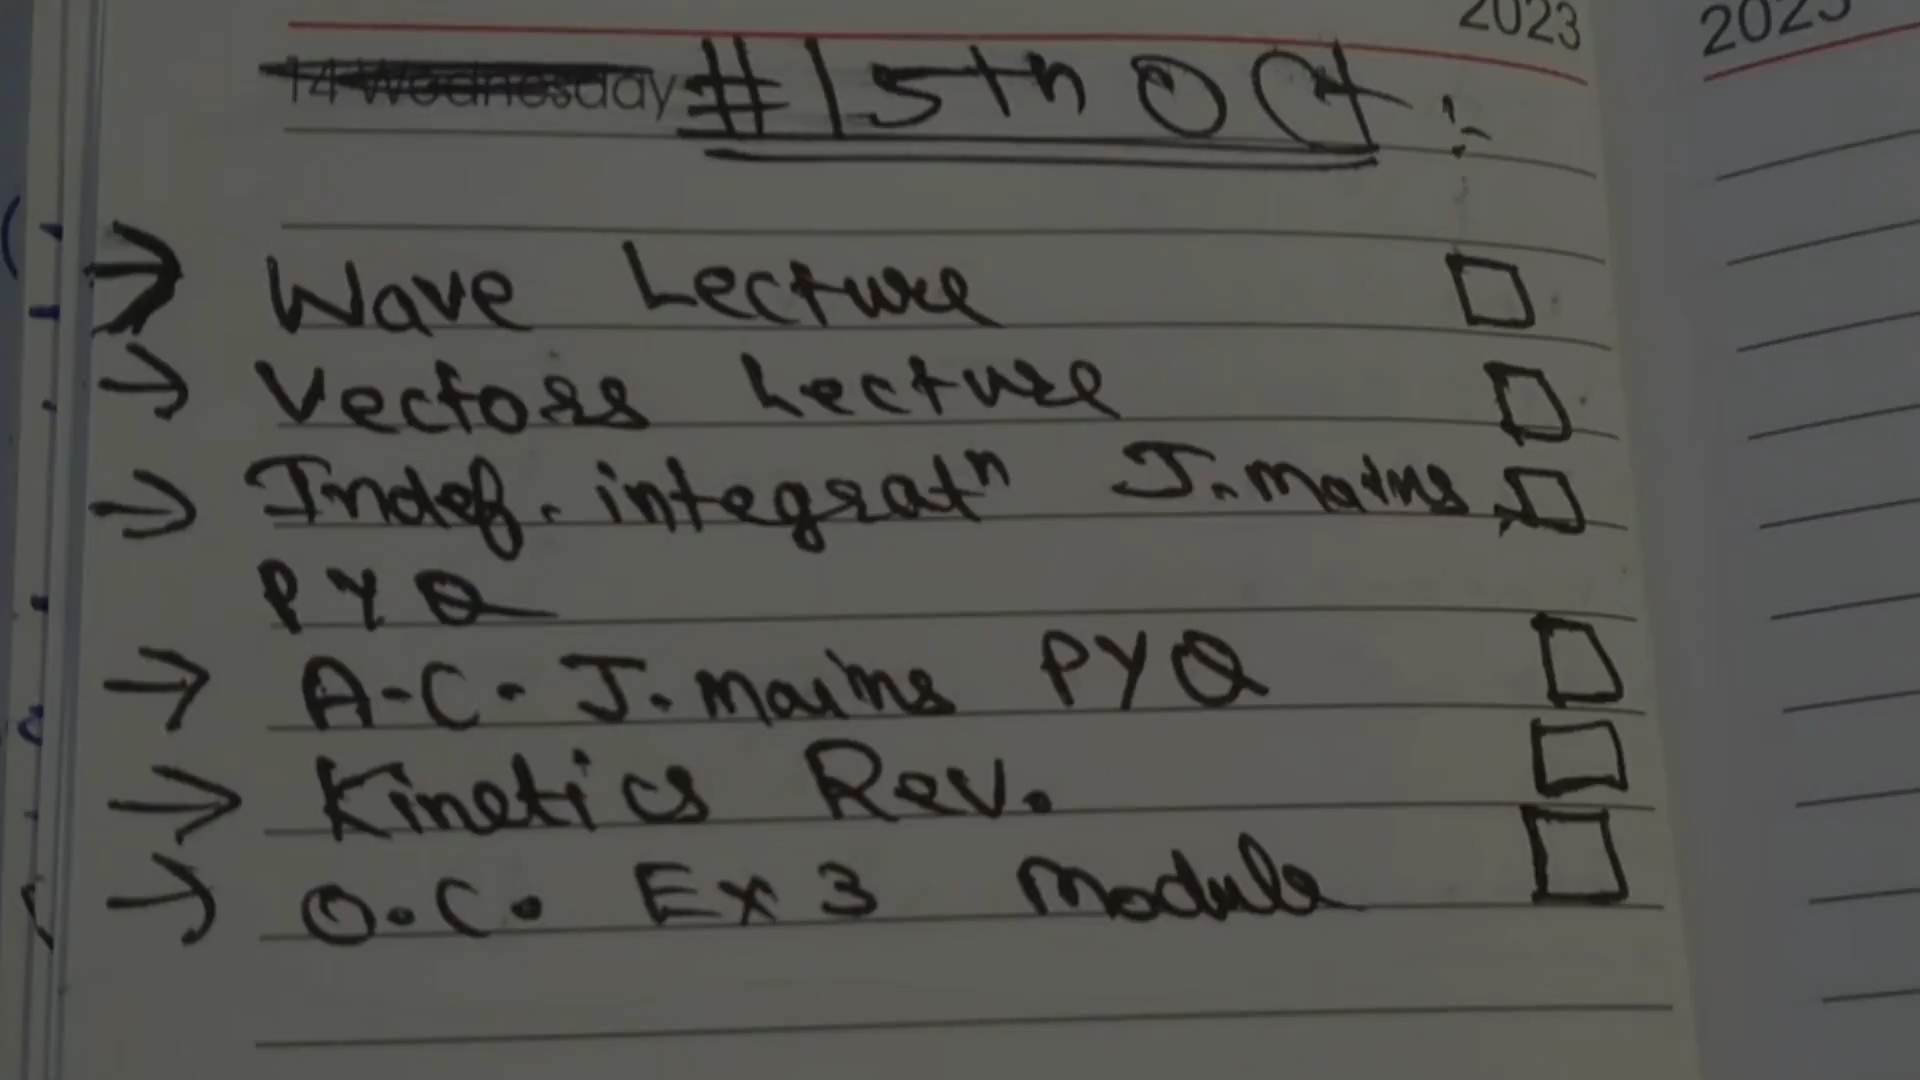 2023
2023
14 Wednesday #15th Oct :-
→ Wave Lecture
→ Vectors Lecture
→ Indef. integratⁿ J.mains
PYQ
→ A.C. J.mains PYQ
→ Kinetics Rev.
→ O.C. Ex 3 Module